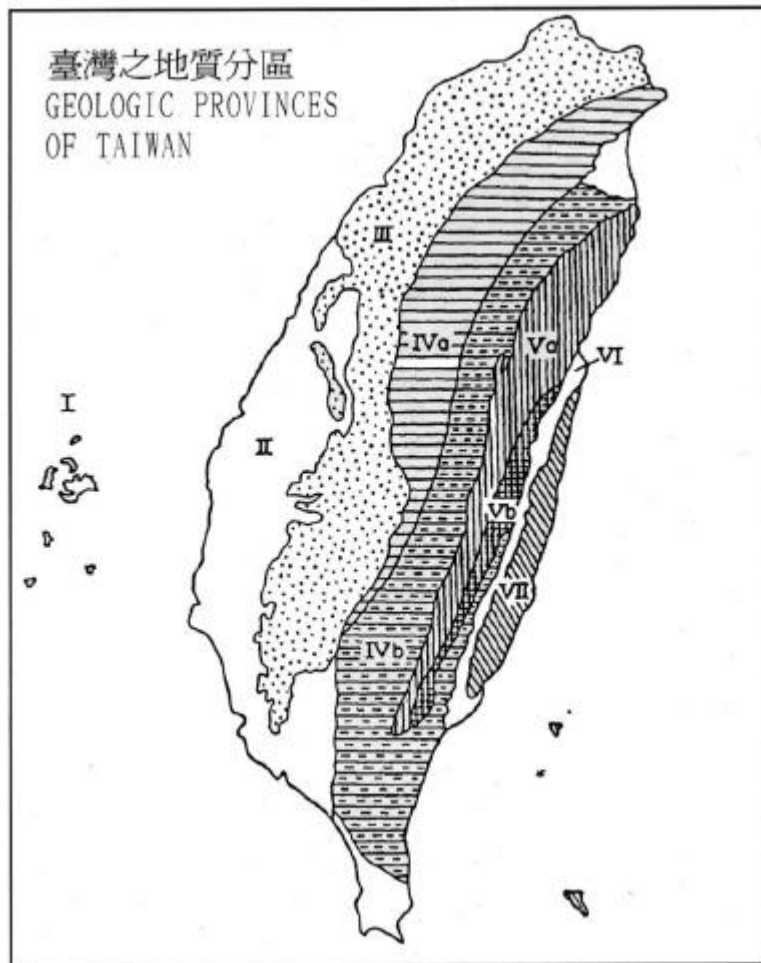 臺灣之地質分區
GEOLOGIC PROVINCES
OF TAIWAN
III
IVa
Va
VI
I
II
Vb
VII
IVb